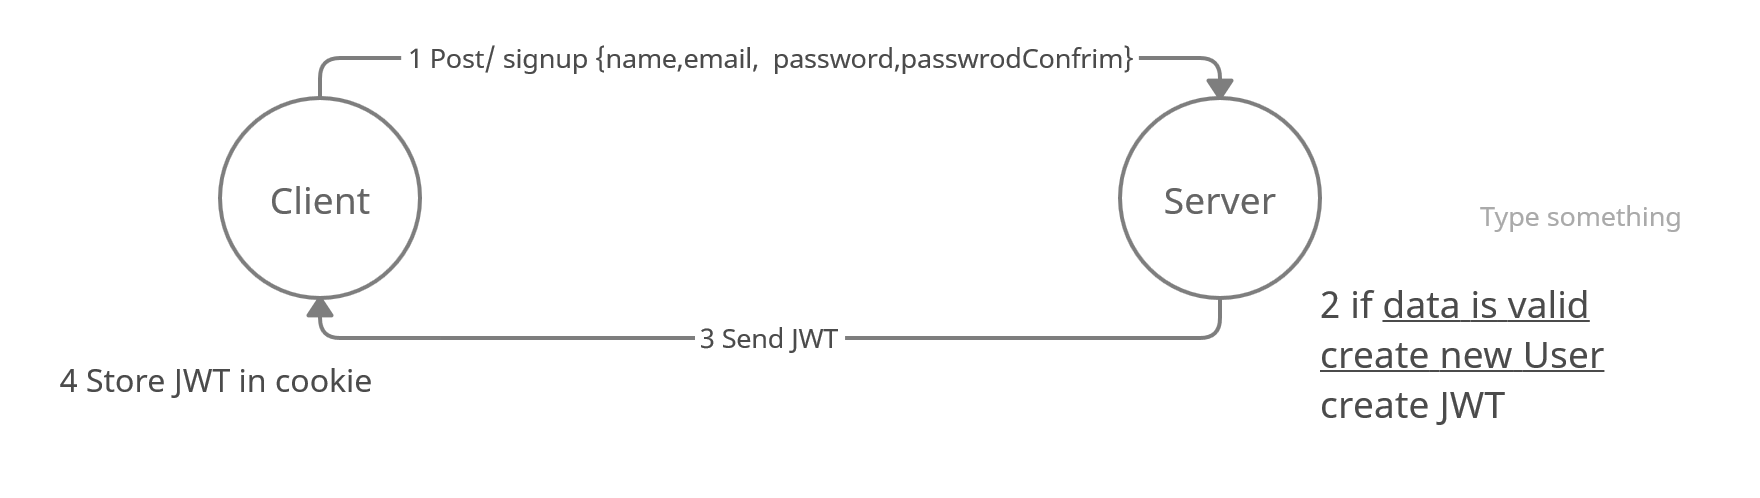 1 Post/ signup {name,email,  password,passwrodConfrim}
Client
Server
Type something
2 if data is valid
create new User
create JWT
3 Send JWT
4 Store JWT in cookie